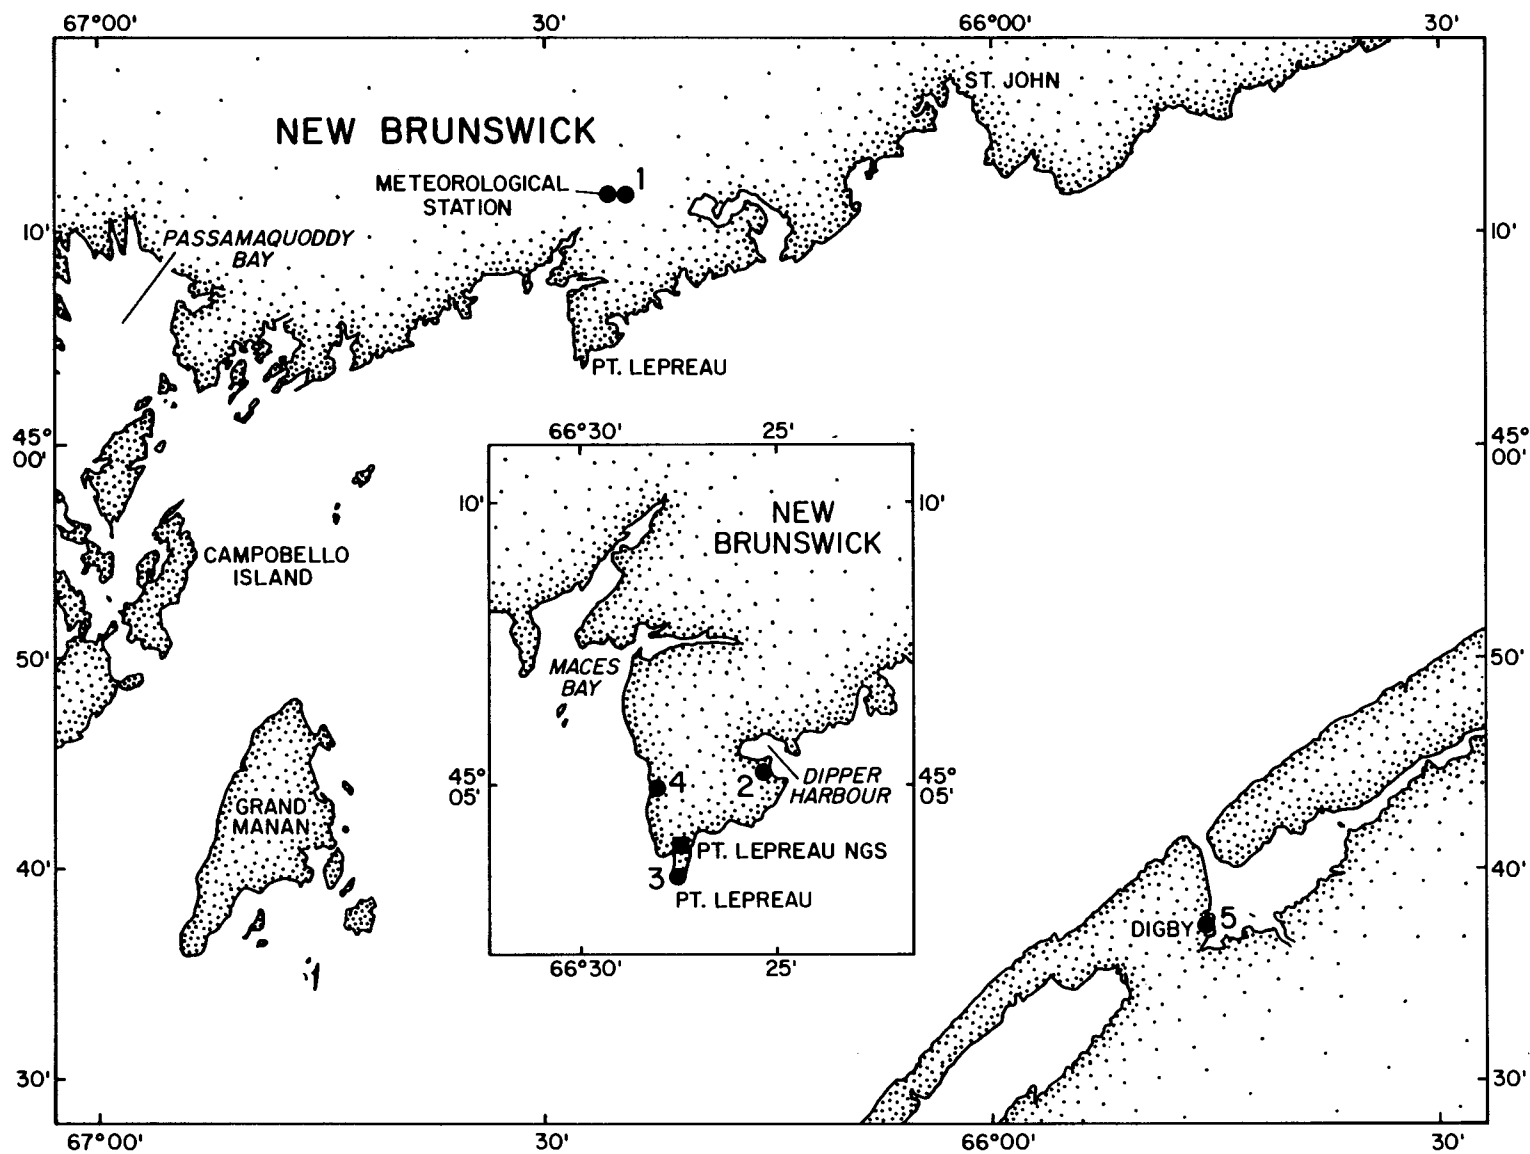 67°00' 30' 66°00' 30'
ST. JOHN
NEW BRUNSWICK
METEOROLOGICAL
STATION
1
10'
10'
PASSAMAQUODDY
BAY
PT. LEPREAU
45°
00'
45°
00'
66°30' 25'
10'
10'
NEW
BRUNSWICK
CAMPOBELLO
ISLAND
50'
50'
MACES
BAY
45°
05'
4
2
DIPPER
HARBOUR
45°
05'
GRAND
MANAN
PT. LEPREAU NGS
3
PT. LEPREAU
40'
40'
DIGBY
5
66°30' 25'
30'
30'
67°00' 30' 66°00' 30'